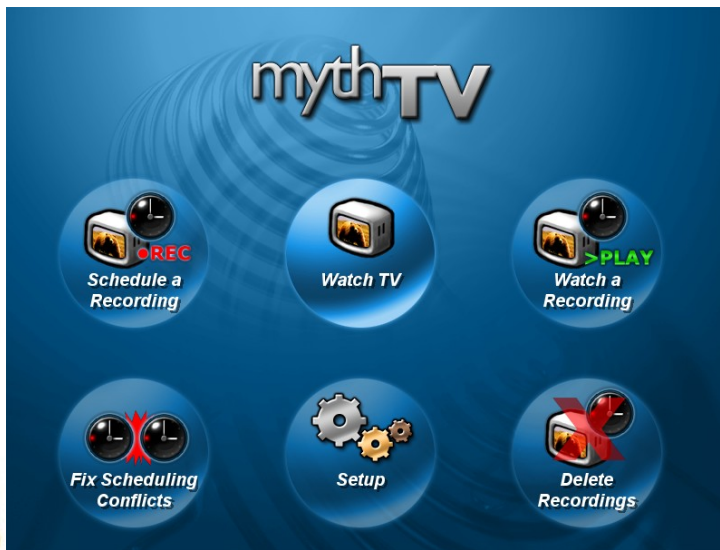 mythTV
REC
Schedule a
Recording
Watch TV
>PLAY
Watch a
Recording
Fix Scheduling
Conflicts
Setup
Delete
Recordings